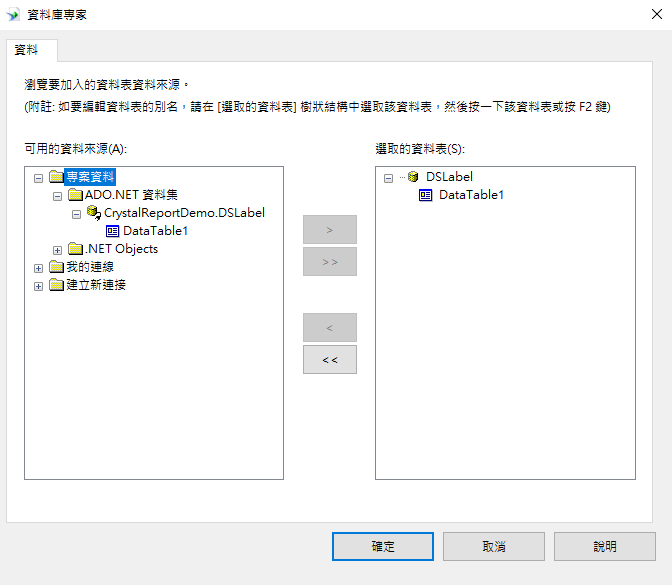 資料庫專家
資料
瀏覽要加入的資料表資料來源。
(附註: 如要編輯資料表的別名，請在 [選取的資料表] 樹狀結構中選取該資料表，然後按一下該資料表或按 F2 鍵)
可用的資料來源(A):
專案資料
ADO.NET 資料集
CrystalReportDemo.DSLabel
DataTable1
.NET Objects
我的連線
建立新連接
>
>>
<
<<
選取的資料表(S):
DSLabel
DataTable1
確定
取消
說明